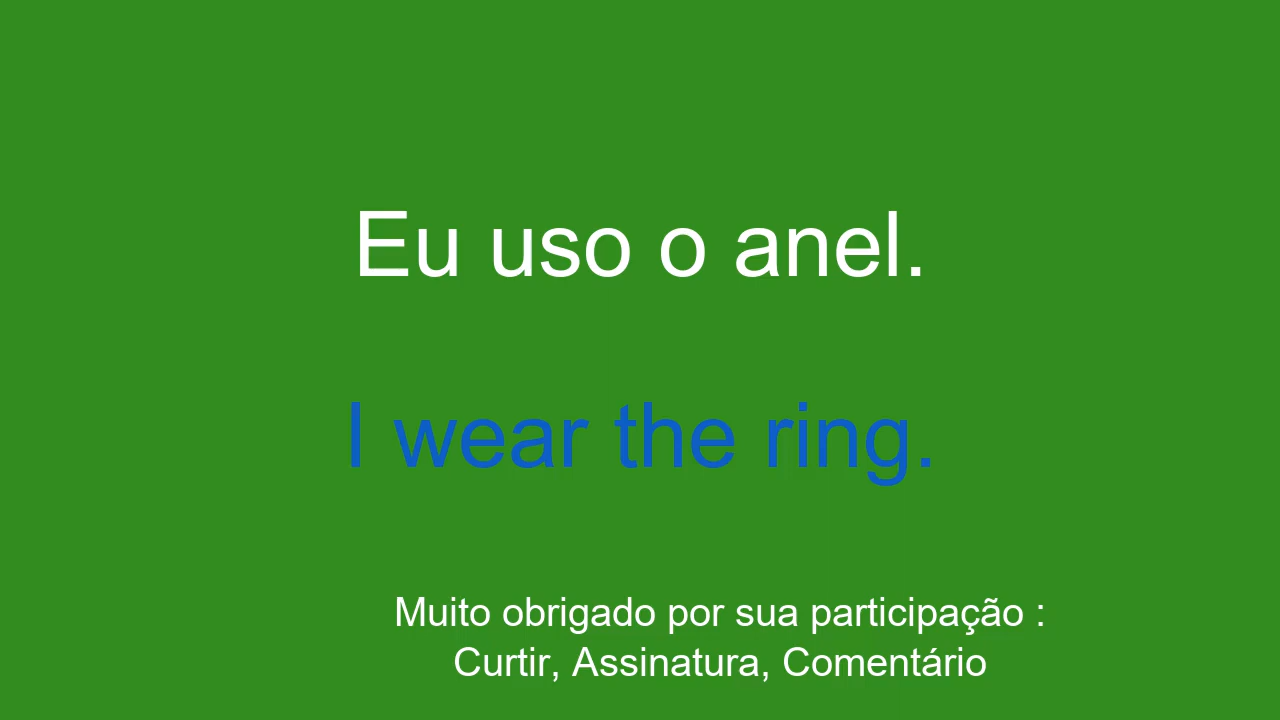 Eu uso o anel.
I wear the ring.
Muito obrigado por sua participação :
Curtir, Assinatura, Comentário